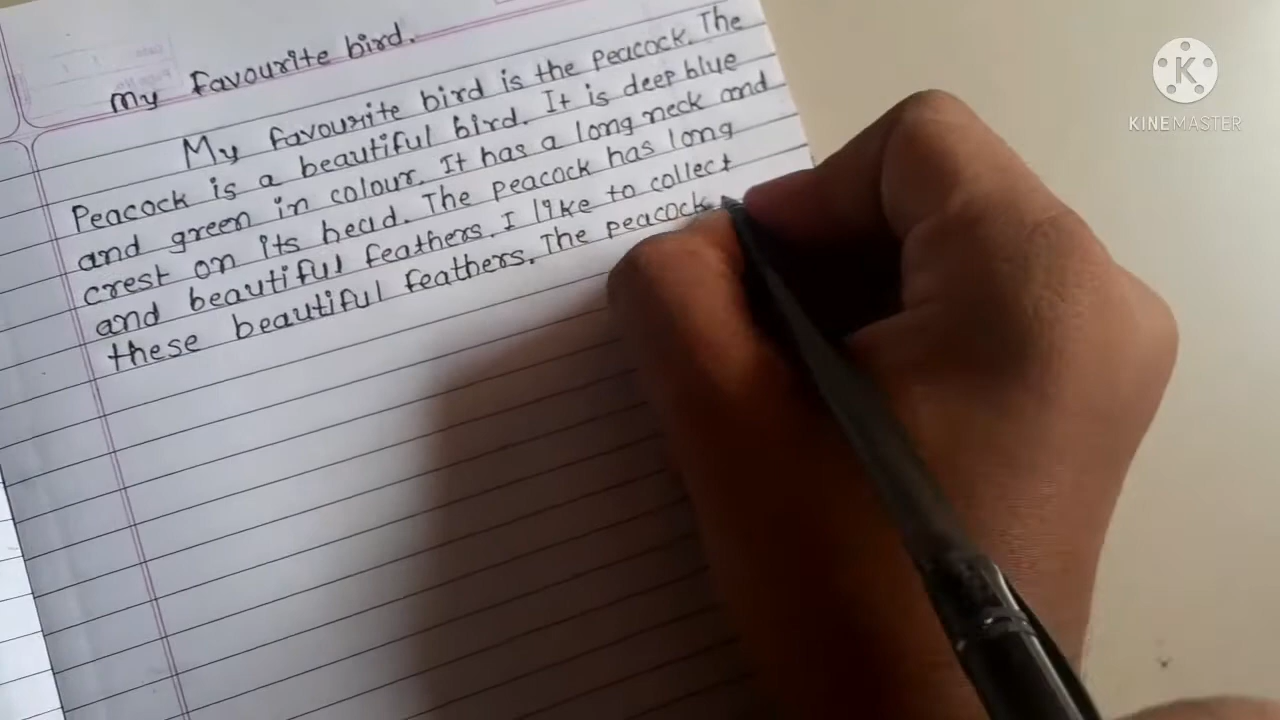 My favourite bird.
My favourite bird is the peacock. The
Peacock is a beautiful bird. It is deep blue
and green in colour. It has a long neck and
crest on its head. The peacock has long
and beautiful feathers. I like to collect
these beautiful feathers. The peacock
K
KINEMASTER